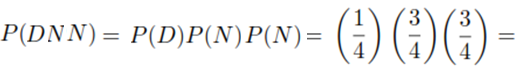 P(DNN) = P(D)P(N)P(N) = (1/4)(3/4)(3/4) =